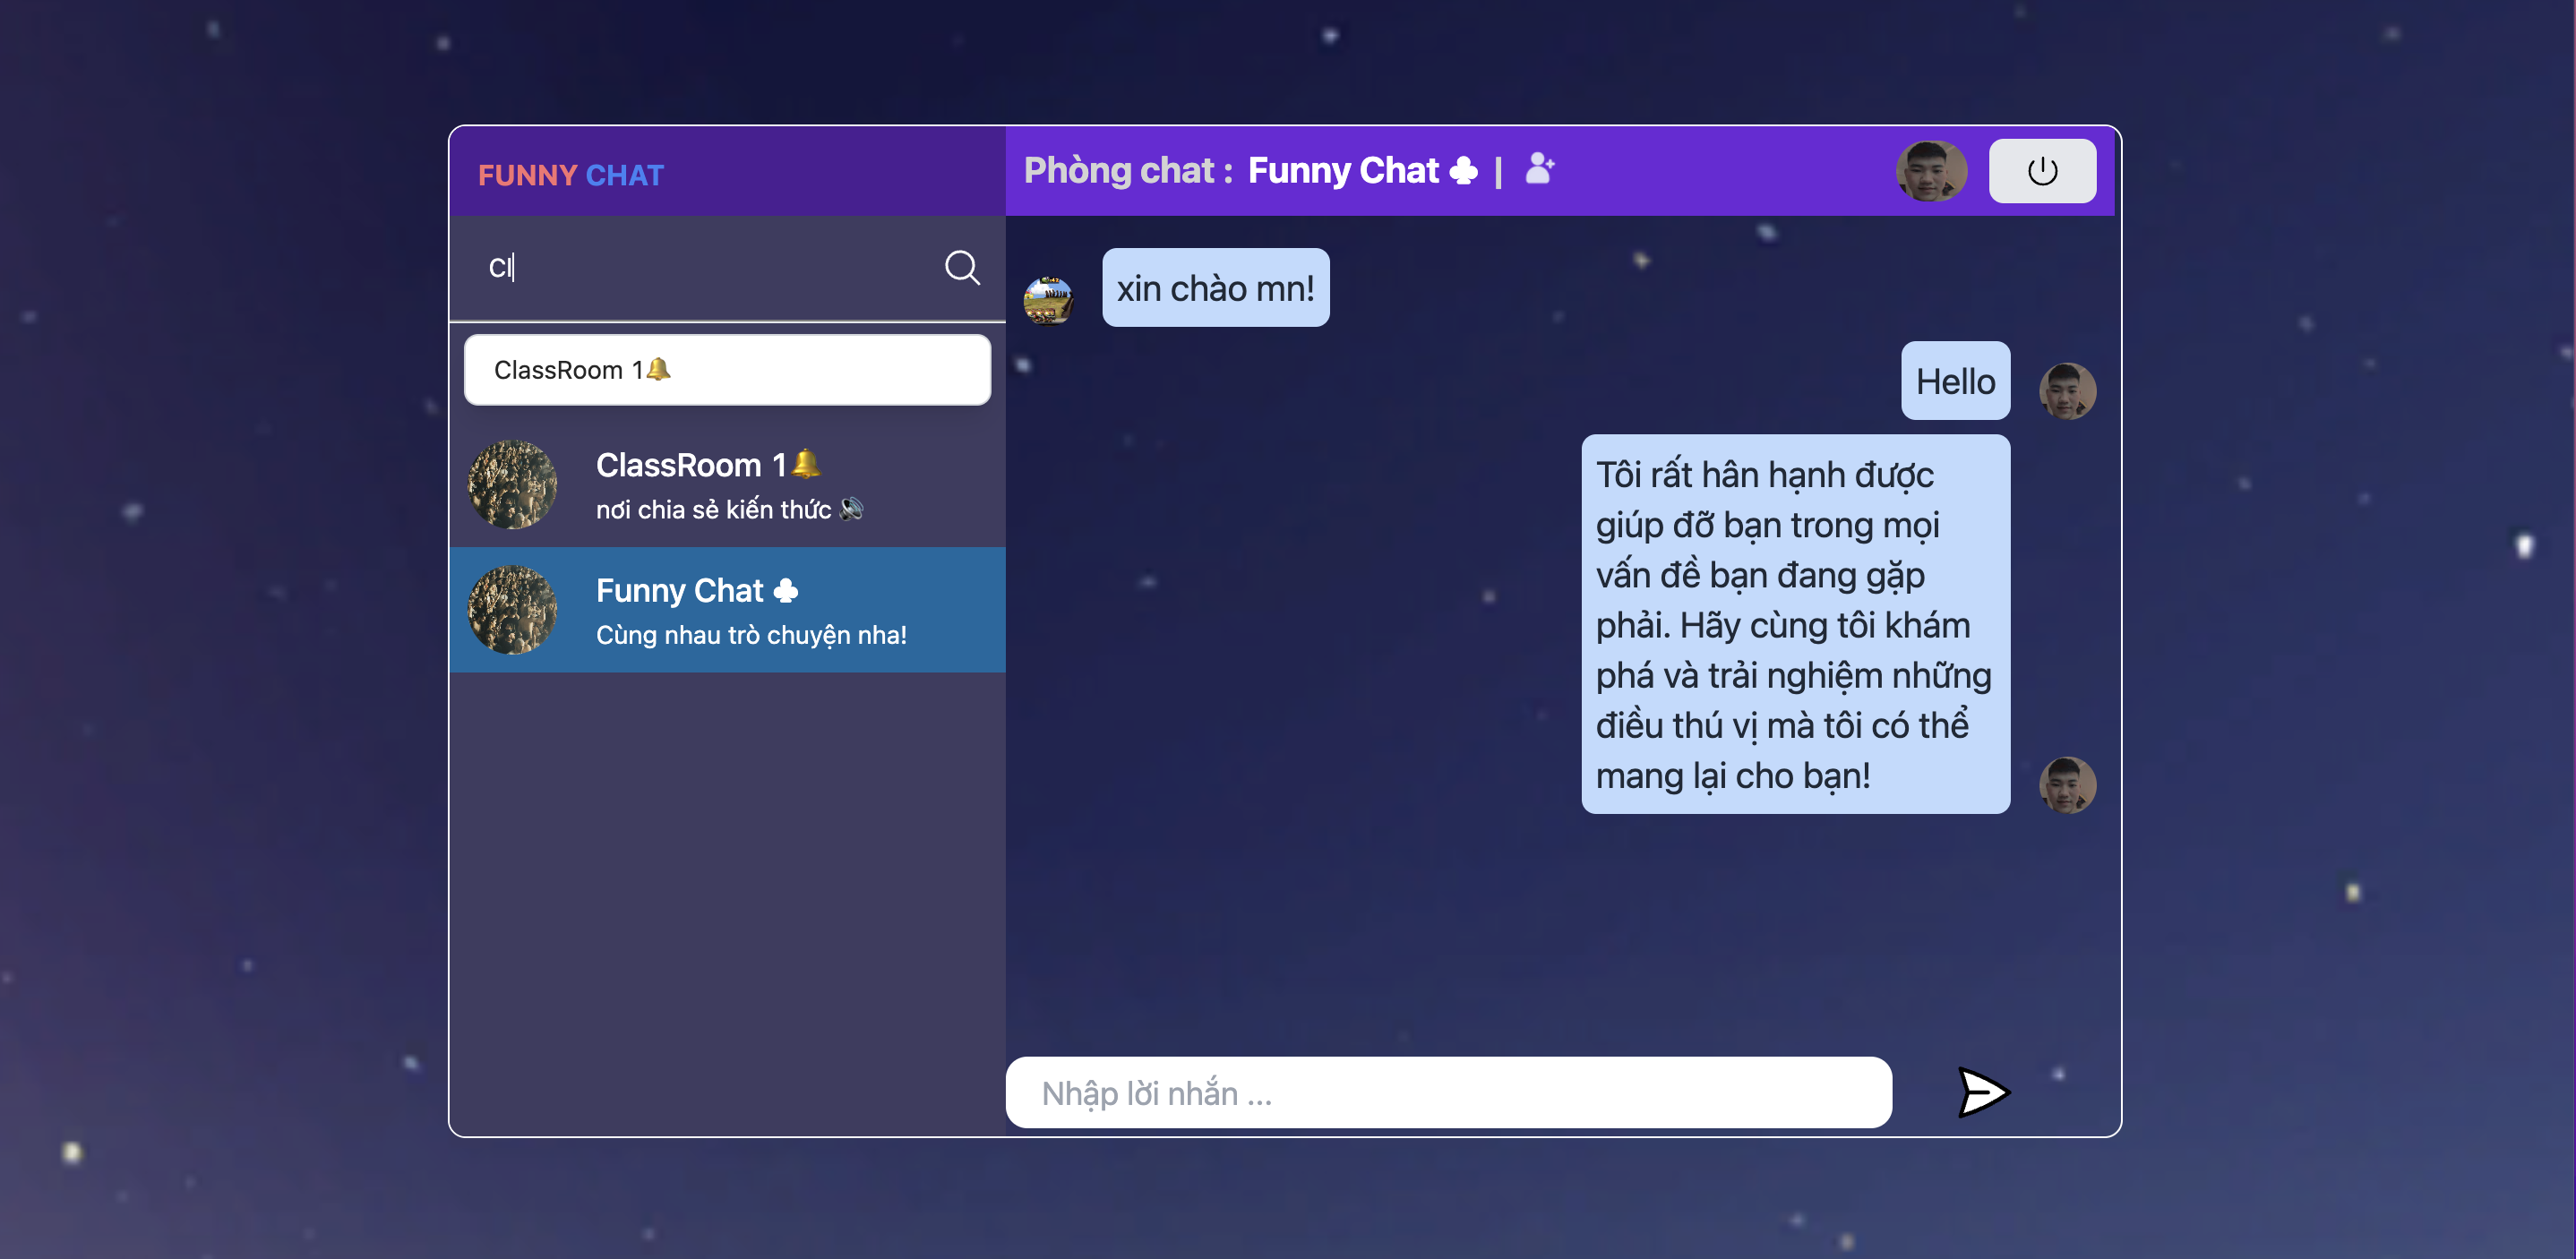 FUNNY CHAT
Cl
ClassRoom 1🔔
ClassRoom 1🔔
nơi chia sẻ kiến thức 🔊
Funny Chat ♣
Cùng nhau trò chuyện nha!
Phòng chat : Funny Chat ♣ |
xin chào mn!
Hello
Tôi rất hân hạnh được
giúp đỡ bạn trong mọi
vấn đề bạn đang gặp
phải. Hãy cùng tôi khám
phá và trải nghiệm những
điều thú vị mà tôi có thể
mang lại cho bạn!
Nhập lời nhắn ...